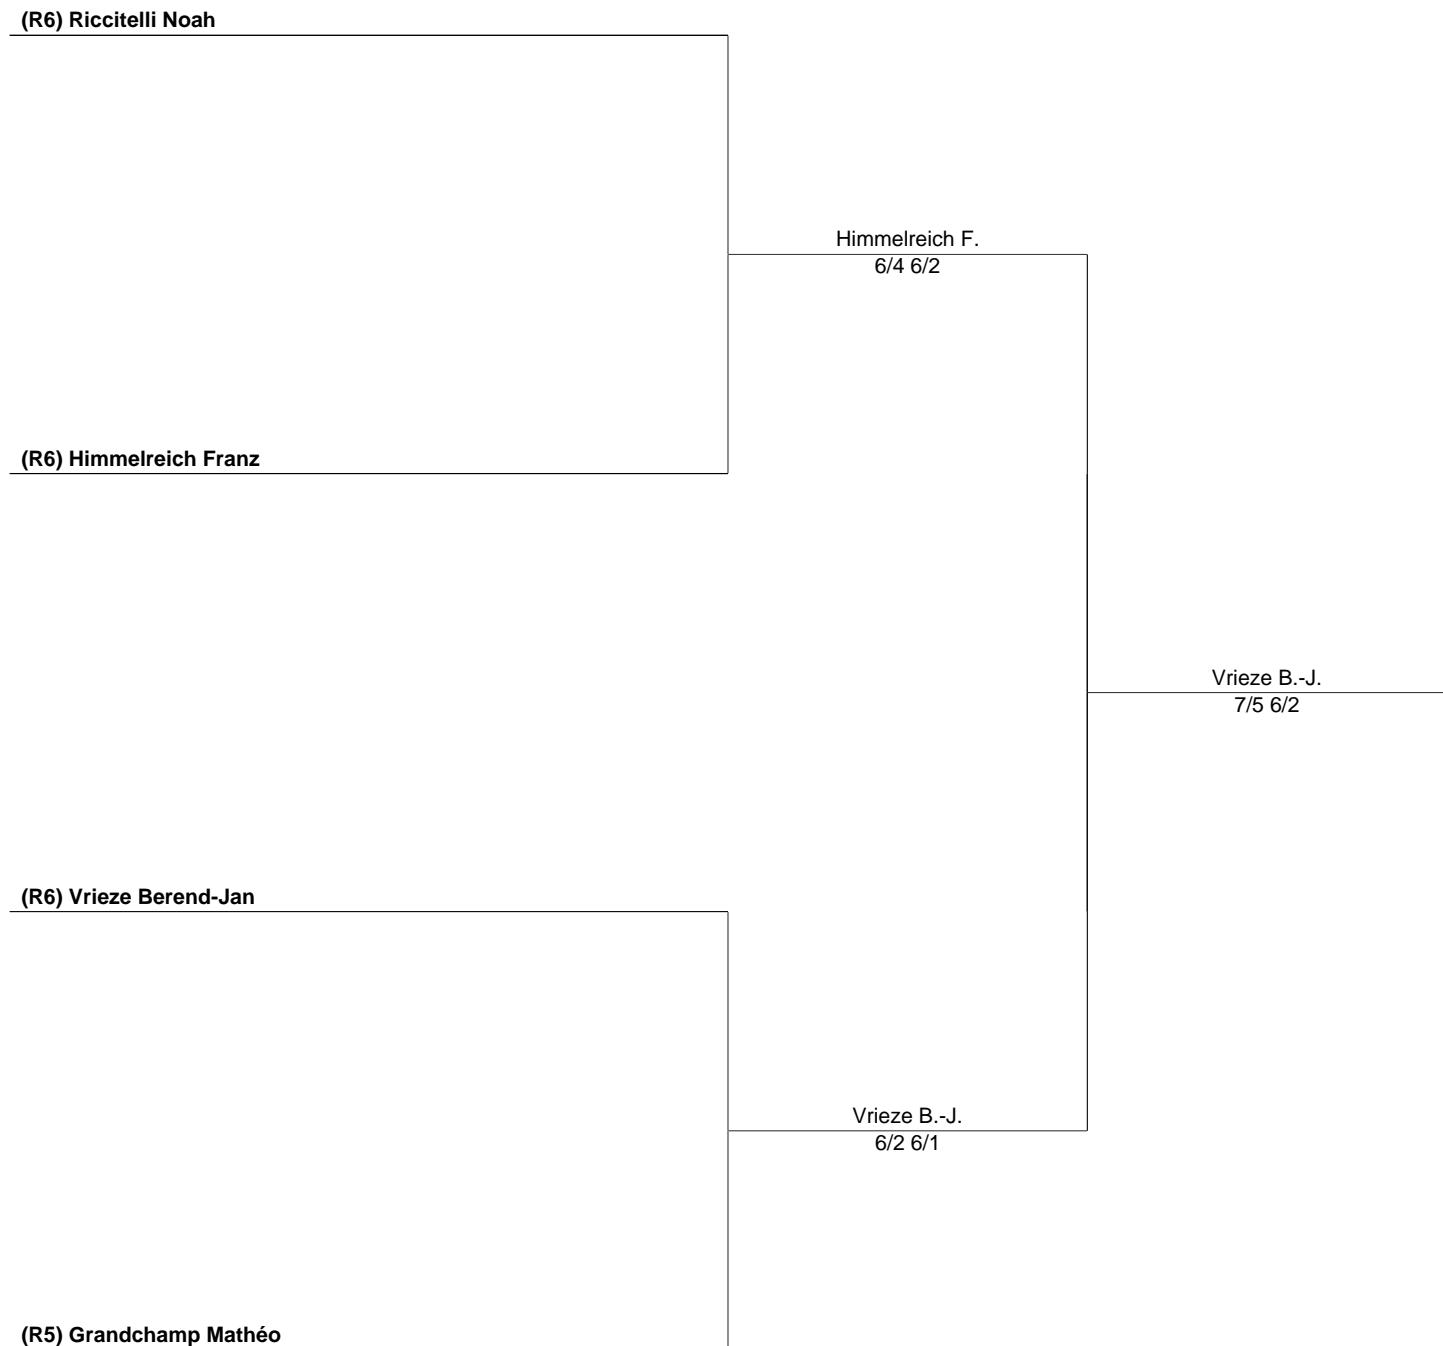 (R6) Riccitelli Noah
Himmelreich F.
6/4 6/2
(R6) Himmelreich Franz
Vrieze B.-J.
7/5 6/2
(R6) Vrieze Berend-Jan
Vrieze B.-J.
6/2 6/1
(R5) Grandchamp Mathéo